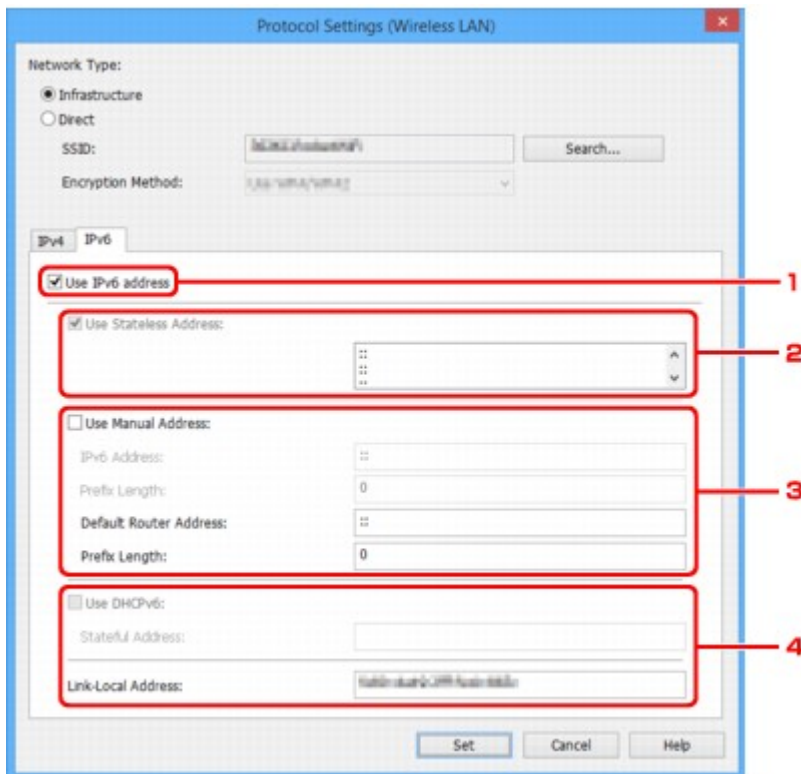 Protocol Settings (Wireless LAN)
Network Type:
Infrastructure
Direct
SSID:
Search...
Encryption Method:
IPv4 IPv6
Use IPv6 address
1
Use Stateless Address:
::
::
::
2
Use Manual Address:
IPv6 Address: ::
Prefix Length: 0
3
Default Router Address: ::
Prefix Length: 0
Use DHCPv6:
Stateful Address:
4
Link-Local Address:
Set Cancel Help